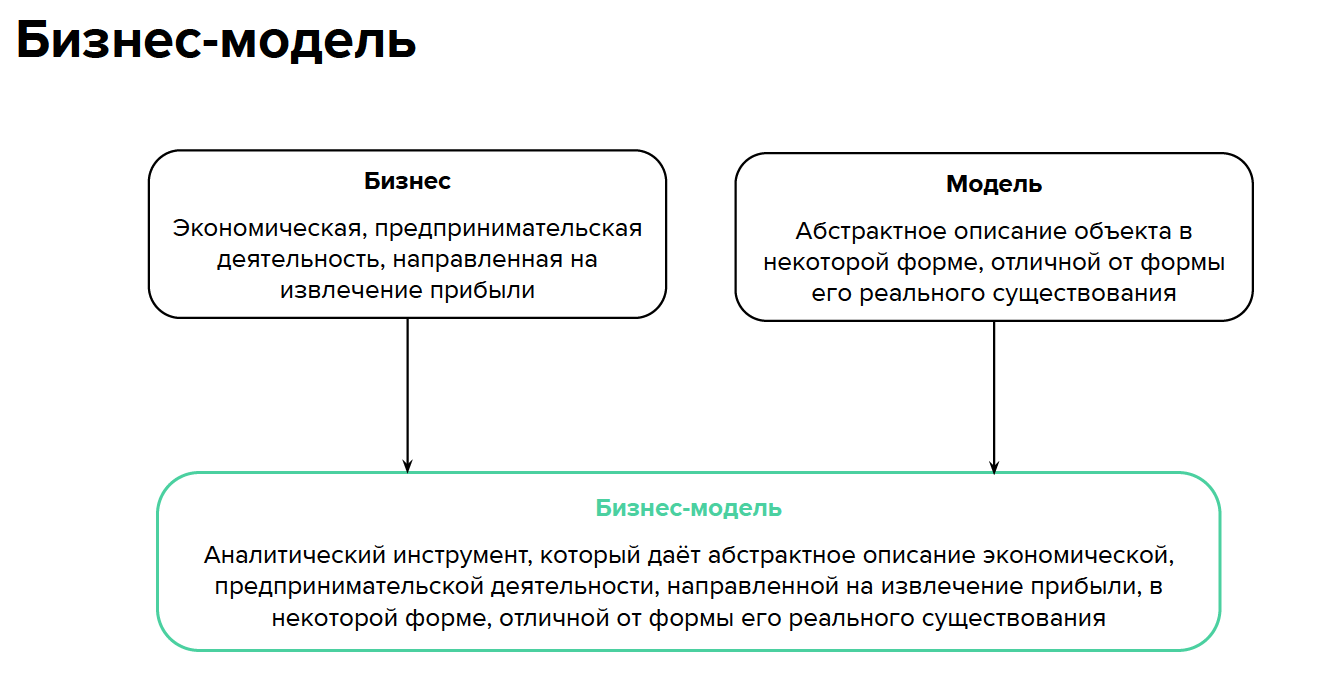 Бизнес-модель
Бизнес
Экономическая, предпринимательская
деятельность, направленная на
извлечение прибыли
Модель
Абстрактное описание объекта в
некоторой форме, отличной от формы
его реального существования
Бизнес-модель
Аналитический инструмент, который даёт абстрактное описание экономической,
предпринимательской деятельности, направленной на извлечение прибыли, в
некоторой форме, отличной от формы его реального существования